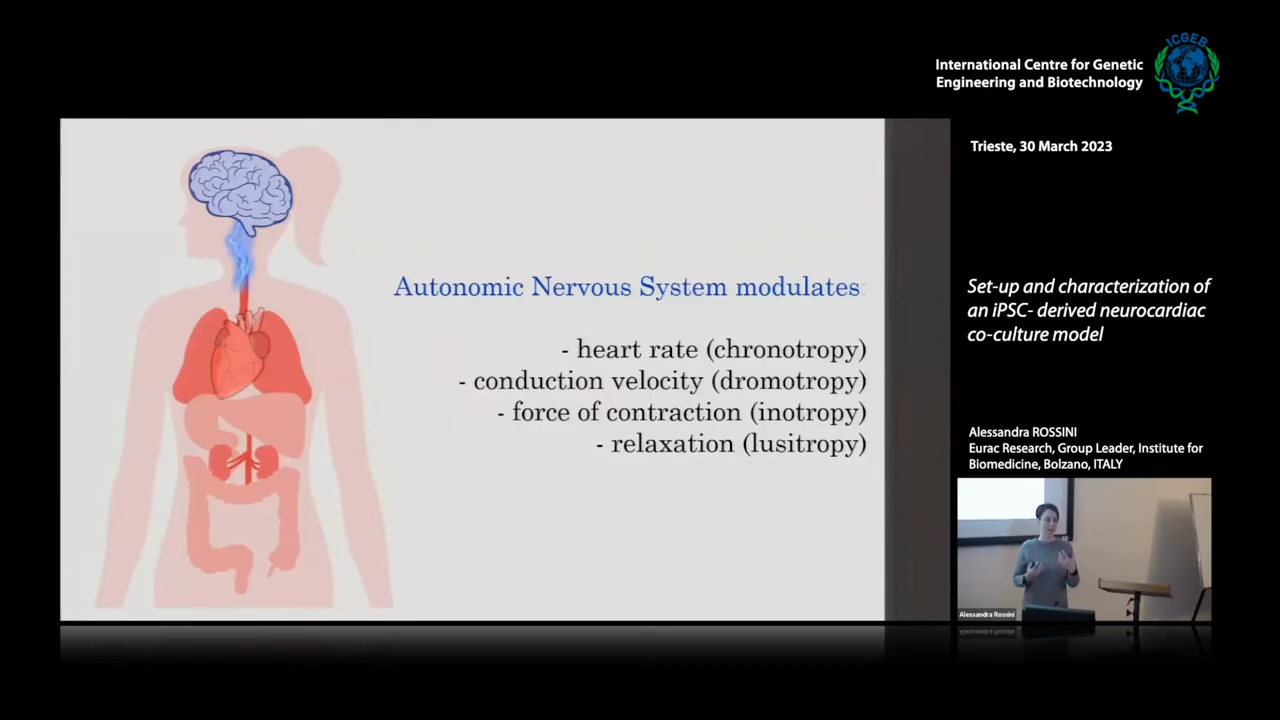 ICGEB
International Centre for Genetic
Engineering and Biotechnology
Trieste, 30 March 2023
Autonomic Nervous System modulates:
- heart rate (chronotropy)
- conduction velocity (dromotropy)
- force of contraction (inotropy)
- relaxation (lusitropy)
Set-up and characterization of
an iPSC- derived neurocardiac
co-culture model
Alessandra ROSSINI
Eurac Research, Group Leader, Institute for
Biomedicine, Bolzano, ITALY
Alessandra Rossini